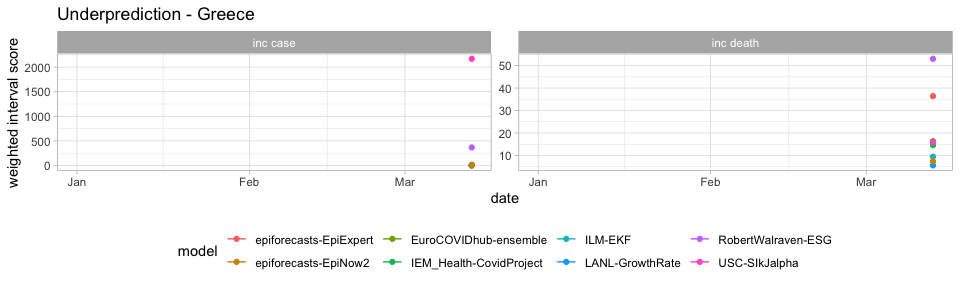 Underprediction - Greece
inc case
inc death
weighted interval score
2000
1500
1000
500
0
50
40
30
20
10
Jan
Feb
Mar
Jan
Feb
Mar
date
model
epiforecasts-EpiExpert
EuroCOVIDhub-ensemble
ILM-EKF
RobertWalraven-ESG
epiforecasts-EpiNow2
IEM_Health-CovidProject
LANL-GrowthRate
USC-SIkJalpha